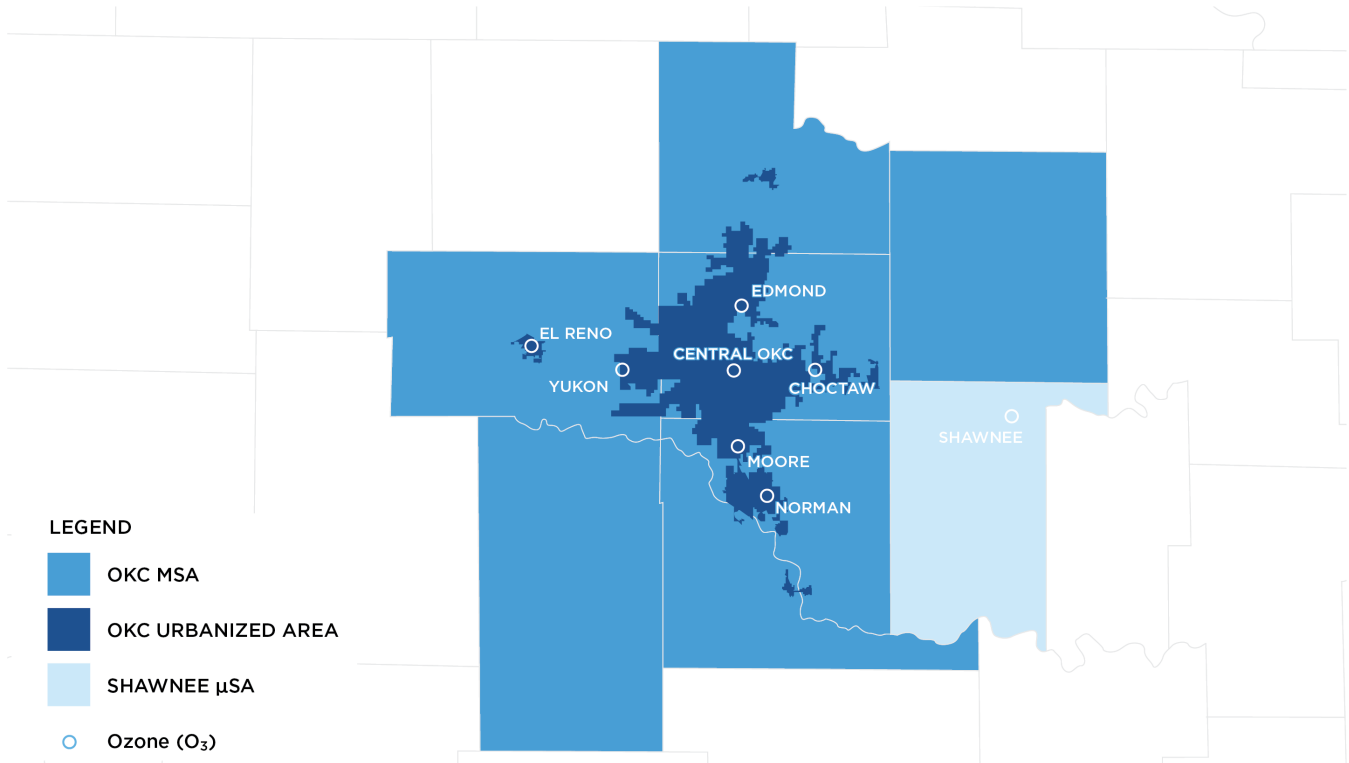 EDMOND
EL RENO
CENTRAL OKC
YUKON
CHOCTAW
SHAWNEE
MOORE
NORMAN
LEGEND
OKC MSA
OKC URBANIZED AREA
SHAWNEE µSA
Ozone (O₃)